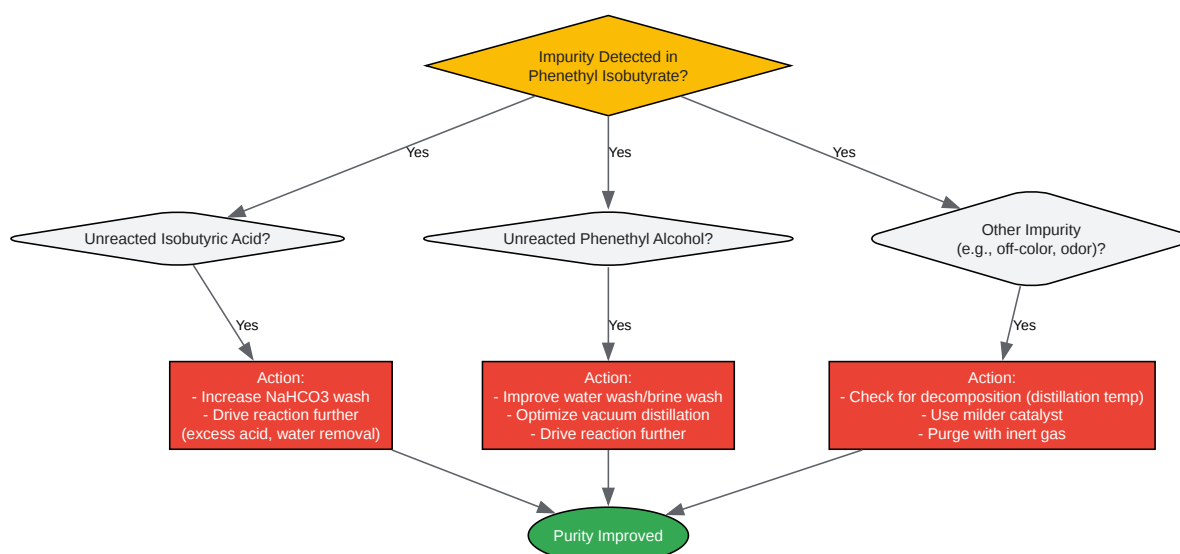 Impurity Detected in
Phenethyl Isobutyrate?
Yes
Yes
Yes
Unreacted Isobutyric Acid?
Unreacted Phenethyl Alcohol?
Other Impurity
(e.g., off-color, odor)?
Yes
Yes
Yes
Action:
- Increase NaHCO3 wash
- Drive reaction further
(excess acid, water removal)
Action:
- Improve water wash/brine wash
- Optimize vacuum distillation
- Drive reaction further
Action:
- Check for decomposition (distillation temp)
- Use milder catalyst
- Purge with inert gas
Purity Improved